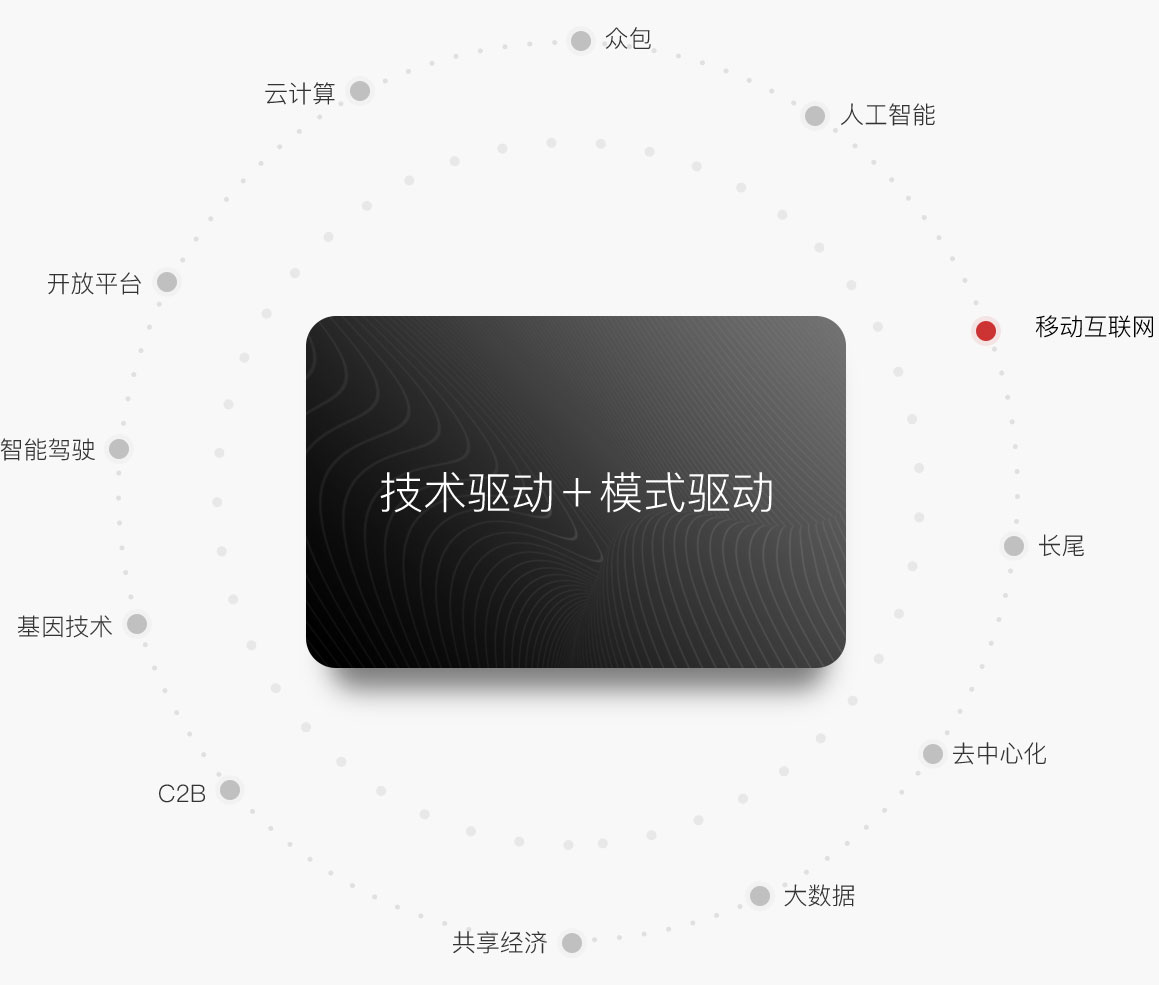 众包
云计算
人工智能
开放平台
移动互联网
智能驾驶
技术驱动+模式驱动
长尾
基因技术
去中心化
C2B
大数据
共享经济